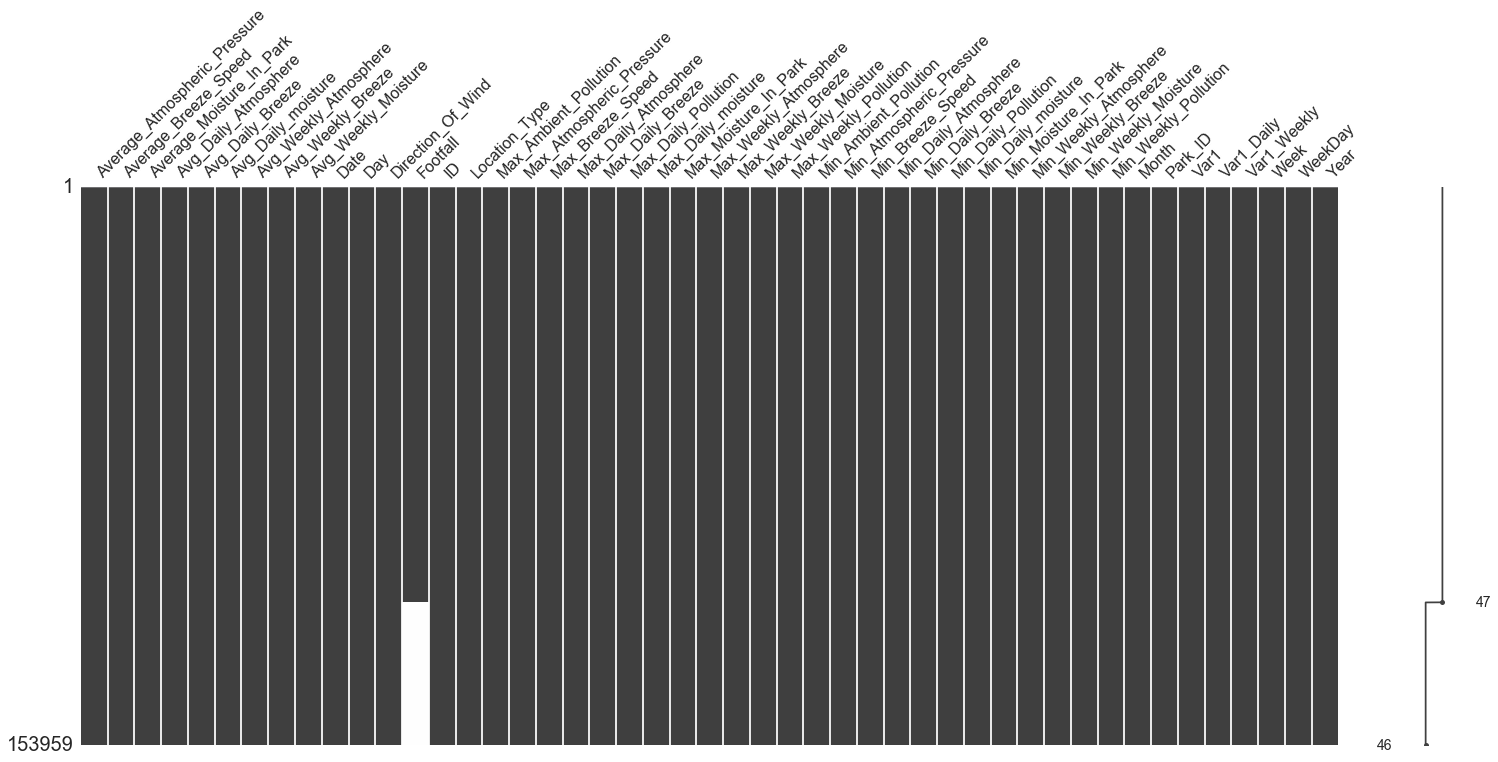 Average_Atmospheric_Pressure
Average_Breeze_Speed
Average_Moisture_In_Park
Avg_Daily_Atmosphere
Avg_Daily_Breeze
Avg_Daily_moisture
Avg_Weekly_Atmosphere
Avg_Weekly_Breeze
Avg_Weekly_Moisture
Date
Day
Direction_Of_Wind
Footfall
ID
Location_Type
Max_Ambient_Pollution
Max_Atmospheric_Pressure
Max_Breeze_Speed
Max_Daily_Atmosphere
Max_Daily_Breeze
Max_Daily_Pollution
Max_Daily_moisture
Max_Moisture_In_Park
Max_Weekly_Atmosphere
Max_Weekly_Breeze
Max_Weekly_Moisture
Max_Weekly_Pollution
Min_Ambient_Pollution
Min_Atmospheric_Pressure
Min_Breeze_Speed
Min_Daily_Atmosphere
Min_Daily_Breeze
Min_Daily_Pollution
Min_Daily_moisture
Min_Moisture_In_Park
Min_Weekly_Atmosphere
Min_Weekly_Breeze
Min_Weekly_Moisture
Min_Weekly_Pollution
Month
Park_ID
Var1
Var1_Daily
Var1_Weekly
Week
WeekDay
Year
1
47
153959
46